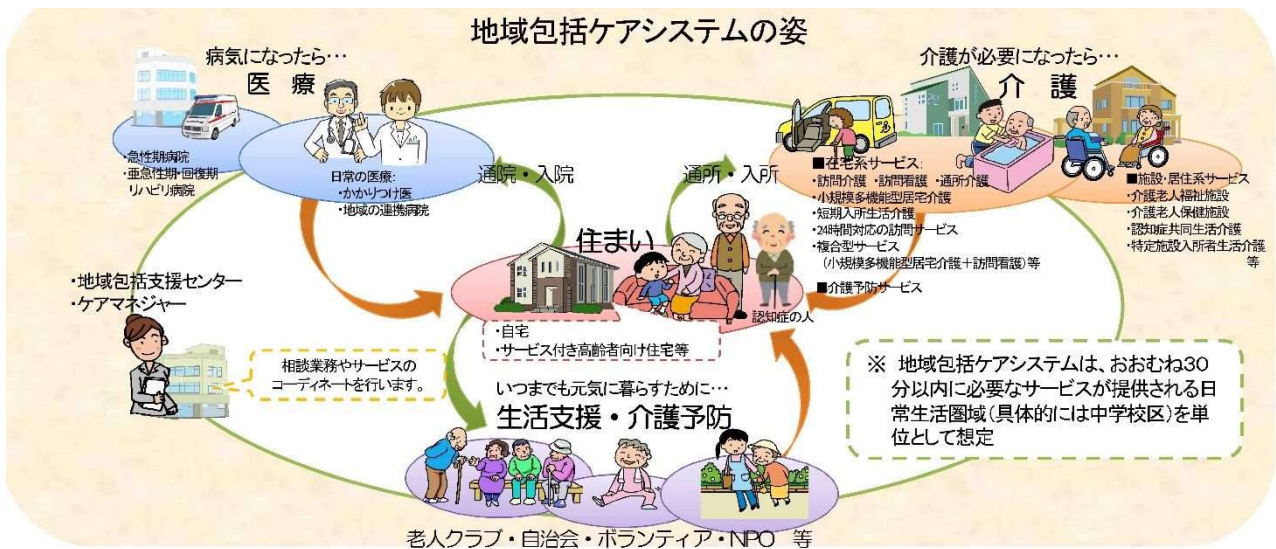 地域包括ケアシステムの姿
病気になったら…
医 療
・急性期病院
・亜急性期・回復期
リハビリ病院
日常の医療:
・かかりつけ医
・地域の連携病院
通院・入院
通所・入所
介護が必要になったら…
介 護
■在宅系サービス:
・訪問介護 ・訪問看護 ・通所介護
・小規模多機能型居宅介護
・短期入所生活介護
・24時間対応の訪問サービス
・複合型サービス
(小規模多機能型居宅介護+訪問看護)等
■介護予防サービス
■施設・居住系サービス
・介護老人福祉施設
・介護老人保健施設
・認知症共同生活介護
・特定施設入所者生活介護
等
住まい
認知症の人
・自宅
・サービス付き高齢者向け住宅等
・地域包括支援センター
・ケアマネジャー
相談業務やサービスの
コーディネートを行います。
いつまでも元気に暮らすために…
生活支援・介護予防
老人クラブ・自治会・ボランティア・NPO 等
※ 地域包括ケアシステムは、おおむね30
分以内に必要なサービスが提供される日
常生活圏域(具体的には中学校区)を単
位として想定